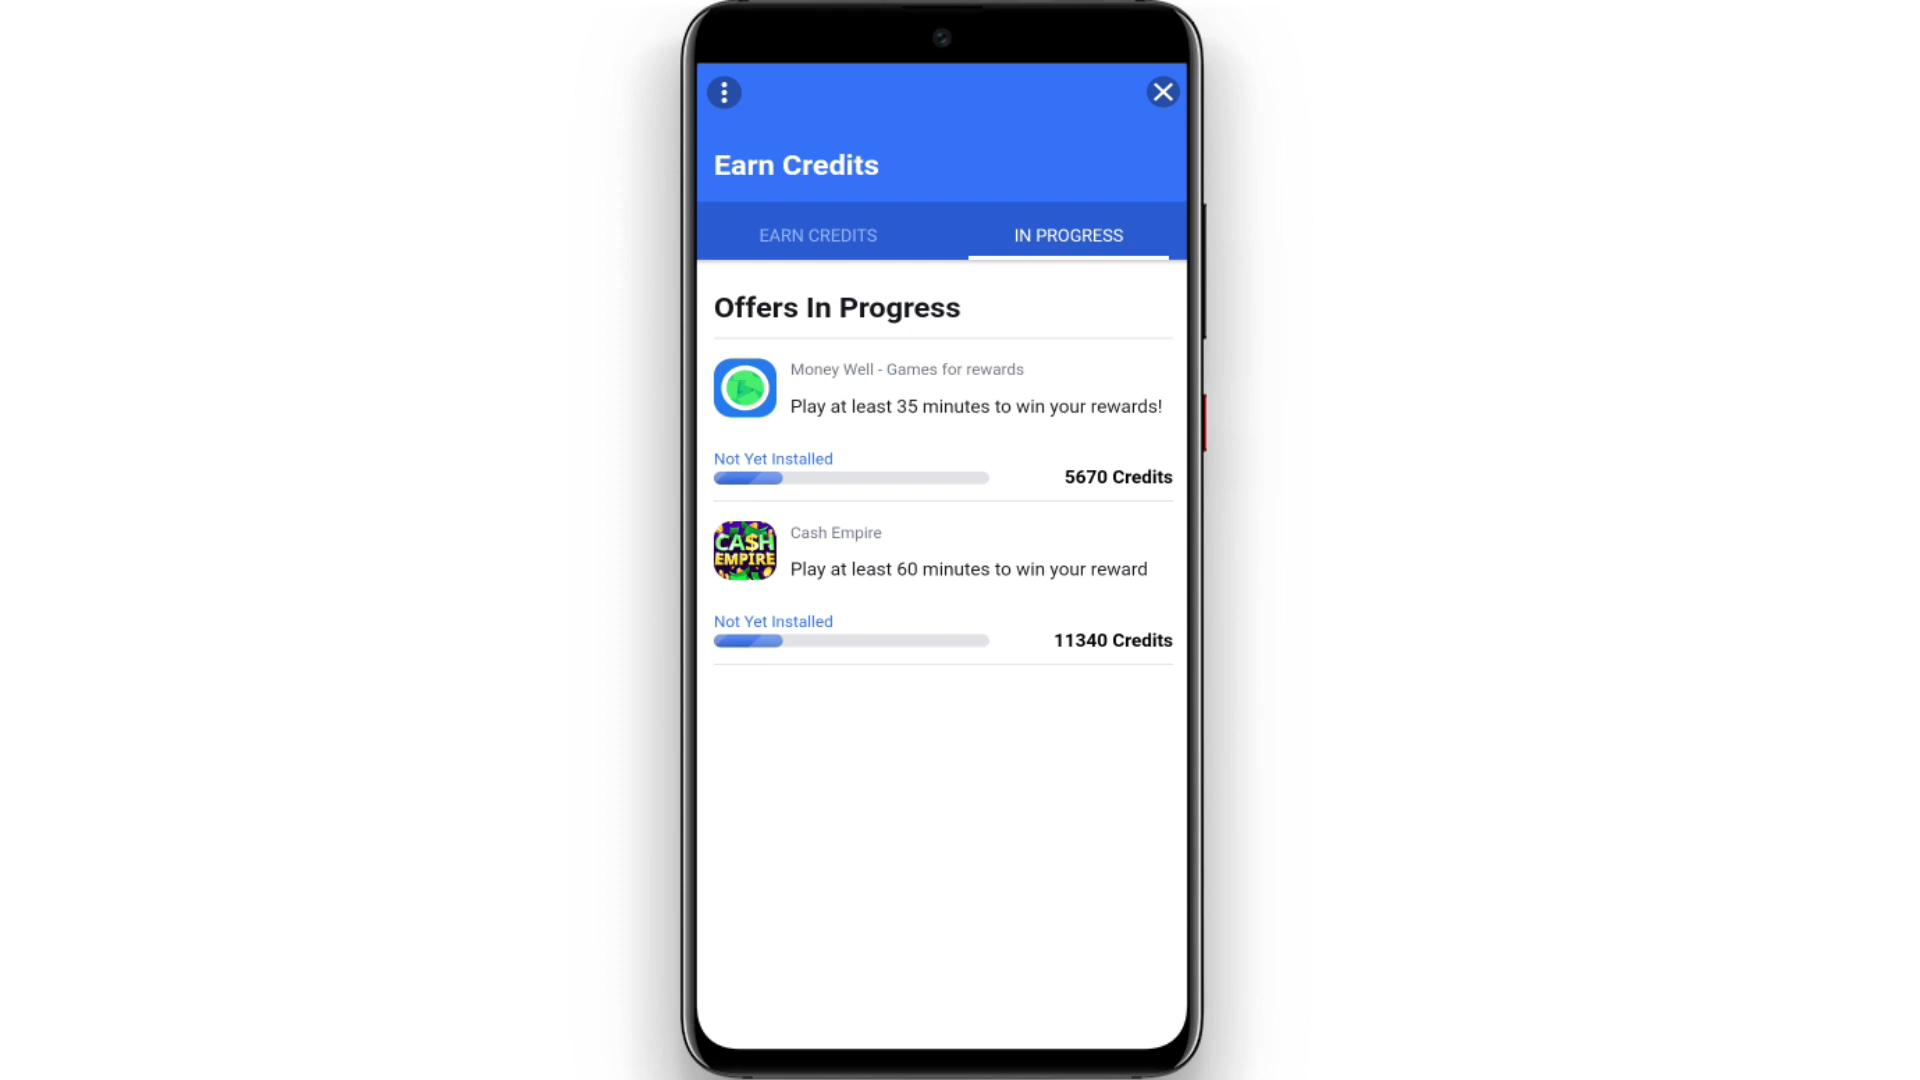 Earn Credits
EARN CREDITS
IN PROGRESS
Offers In Progress
Money Well - Games for rewards
Play at least 35 minutes to win your rewards!
Not Yet Installed
5670 Credits
CA$H
EMPIRE
Cash Empire
Play at least 60 minutes to win your reward
Not Yet Installed
11340 Credits